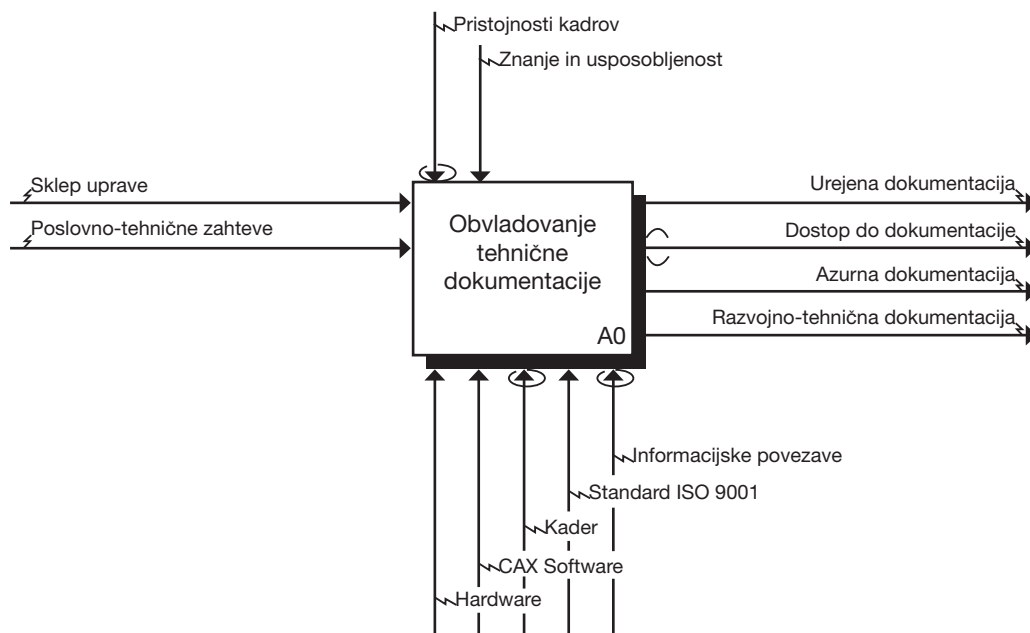 Pristojnosti kadrov
Znanje in usposobljenost
Sklep uprave
Poslovno-tehnične zahteve
Obvladovanje
tehnične
dokumentacije
A0
Urejena dokumentacija
Dostop do dokumentacije
Azurna dokumentacija
Razvojno-tehnična dokumentacija
Informacijske povezave
Standard ISO 9001
Kader
CAX Software
Hardware